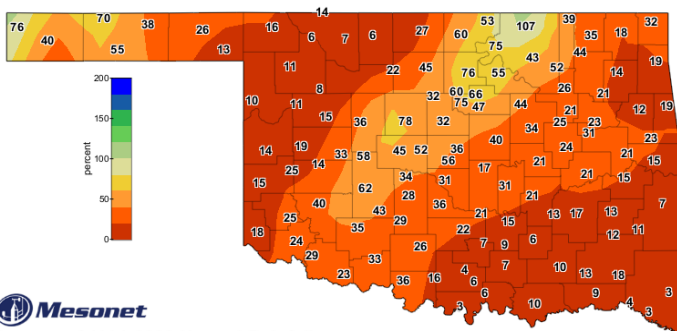 14
76 70 38 26 16 27 53 107 39 32
40 55 13 6 7 6 60 75 35 18
43 44 19
11 22 45 76 55 52 14
8 60 66 26 21
10 11 32 75 47 44 21 12 19
200
15 36 78 32 34 25 23
150
31 23
14 19 33 58 45 52 36 40 24 21
percent
100
25 14 56 17 21 15
15 62 34 31 31 21 15
50
40 28 36 21
25 43 29 21 15 13 17 13 7
0
18 24 35 22 12 11
29 33 26 7 9 6
23 36 16 4 7 10 13 18
6 6 9 3
3 10 4 3
Mesonet